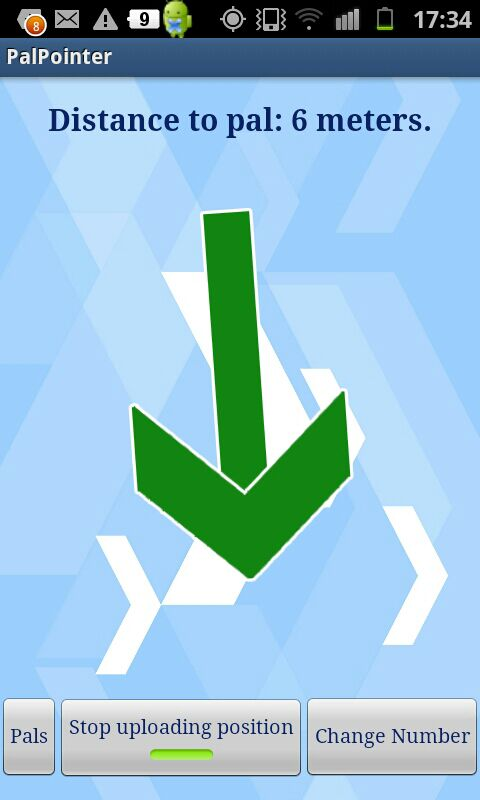 8
9
17:34
PalPointer
Distance to pal: 6 meters.
Pals
Stop uploading position
Change Number